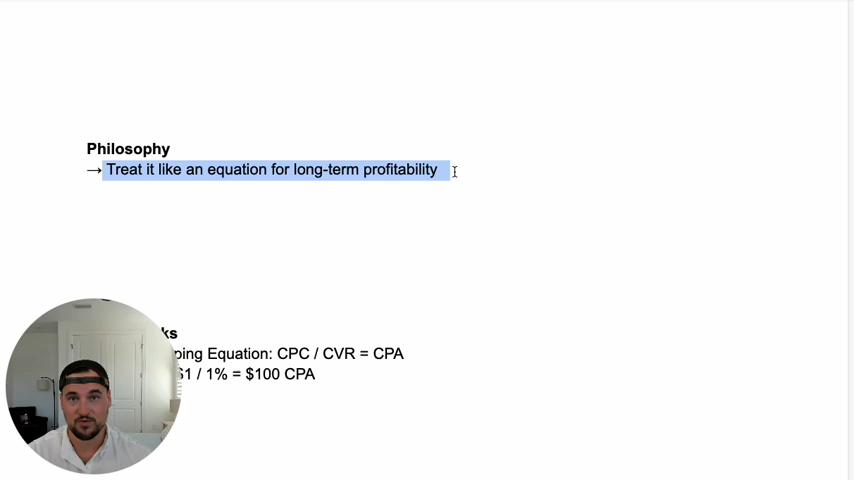 Philosophy
→ Treat it like an equation for long-term profitability
ks
ping Equation: CPC / CVR = CPA
$1 / 1% = $100 CPA